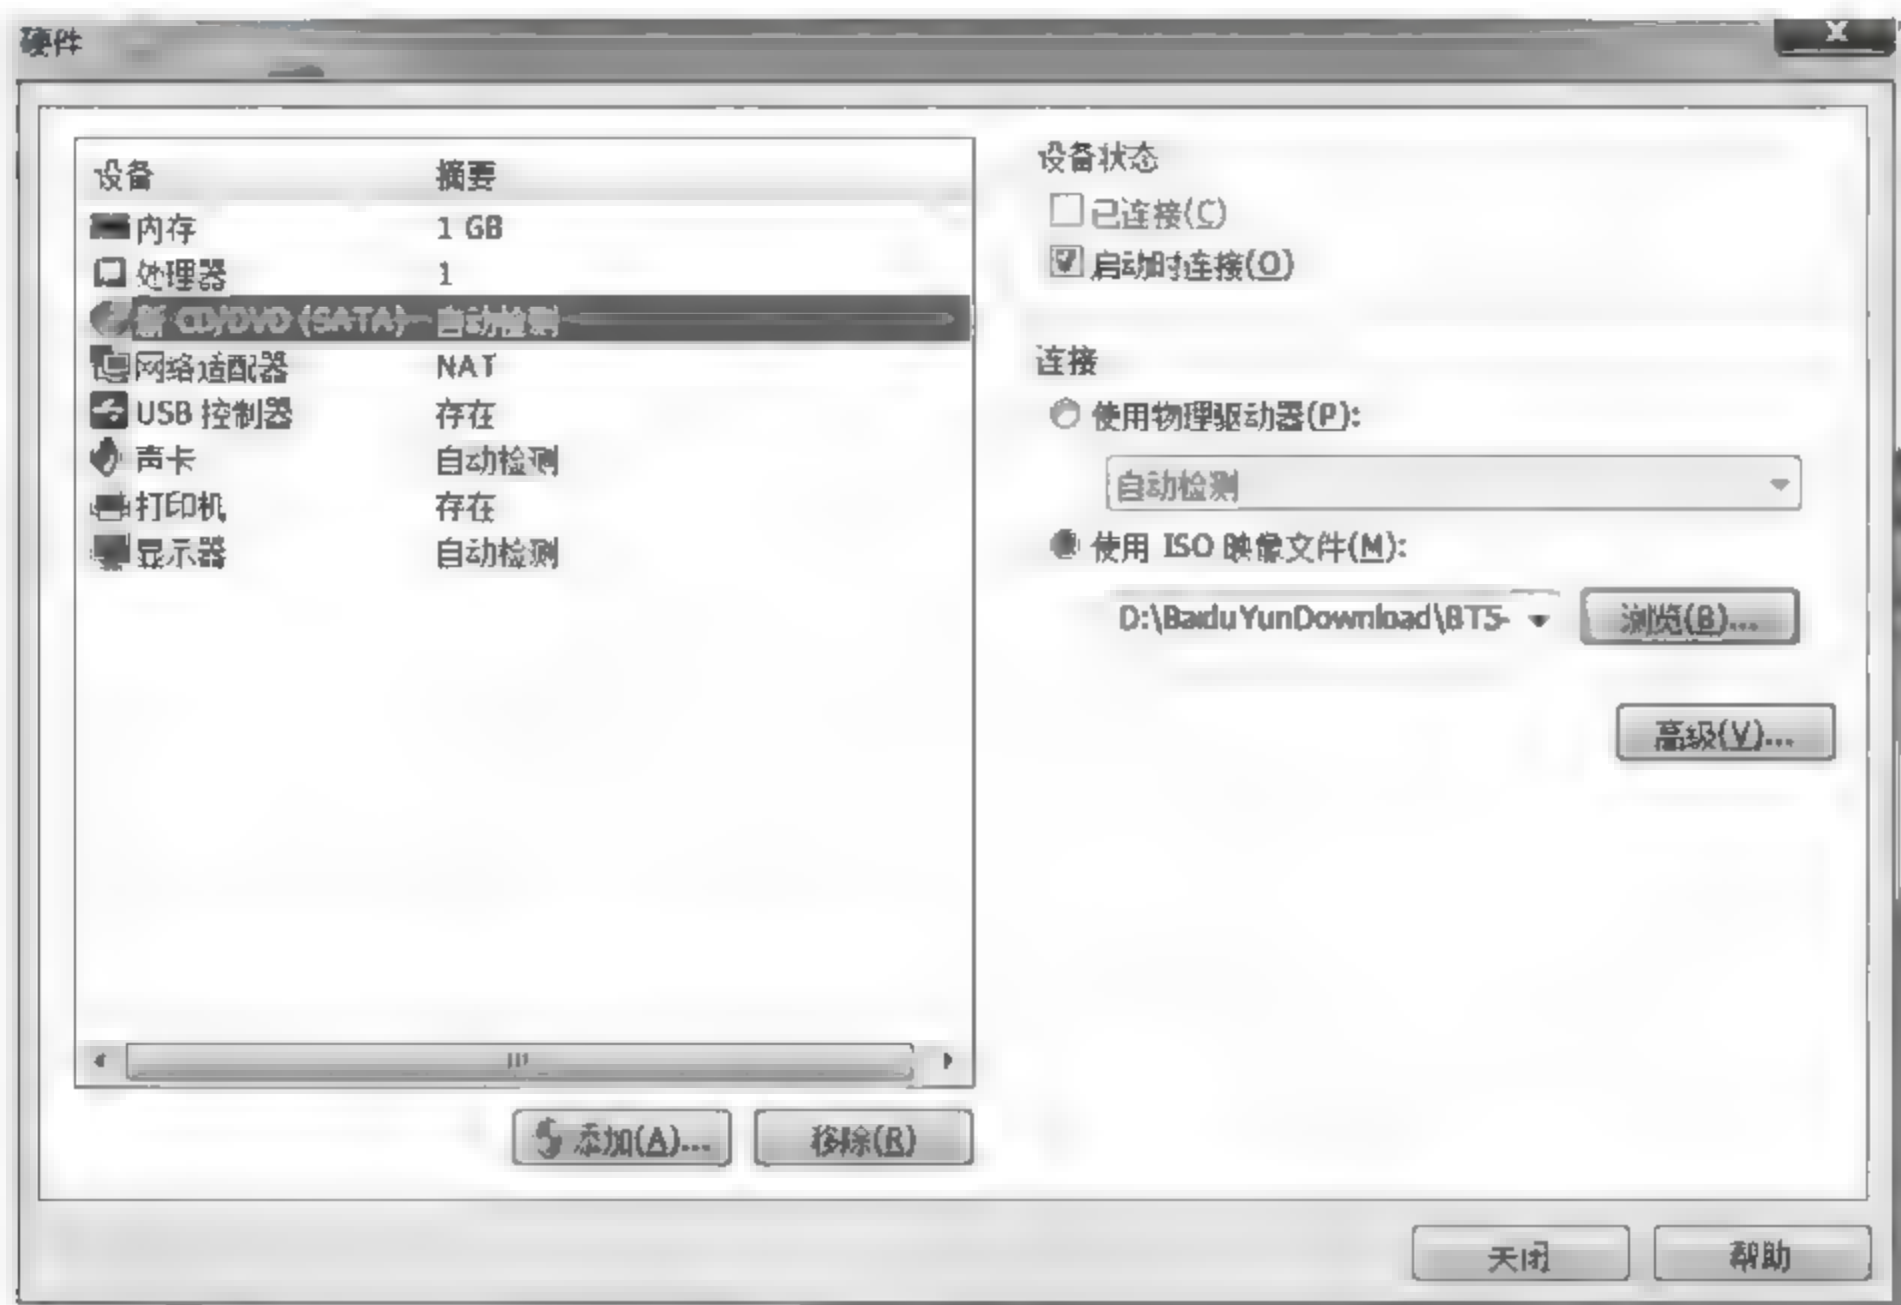 硬件
设备 摘要
内存 1 GB
处理器 1
新 CD/DVD (SATA) 自动检测
网络适配器 NAT
USB 控制器 存在
声卡 自动检测
打印机 存在
显示器 自动检测
添加(A)... 移除(R)
设备状态
已连接(C)
启动时连接(O)
连接
使用物理驱动器(P):
自动检测
使用 ISO 映像文件(M):
D:\BaiduYunDownload\BT5- 浏览(B)...
高级(V)...
关闭 帮助